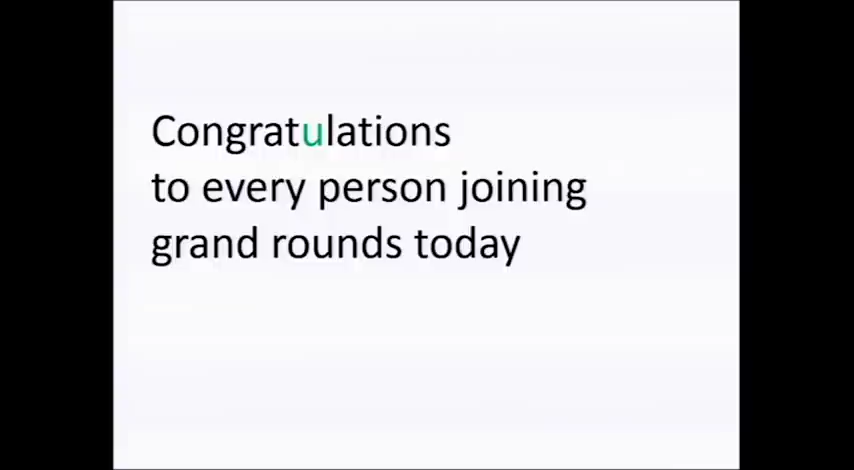 Congratulations
to every person joining
grand rounds today